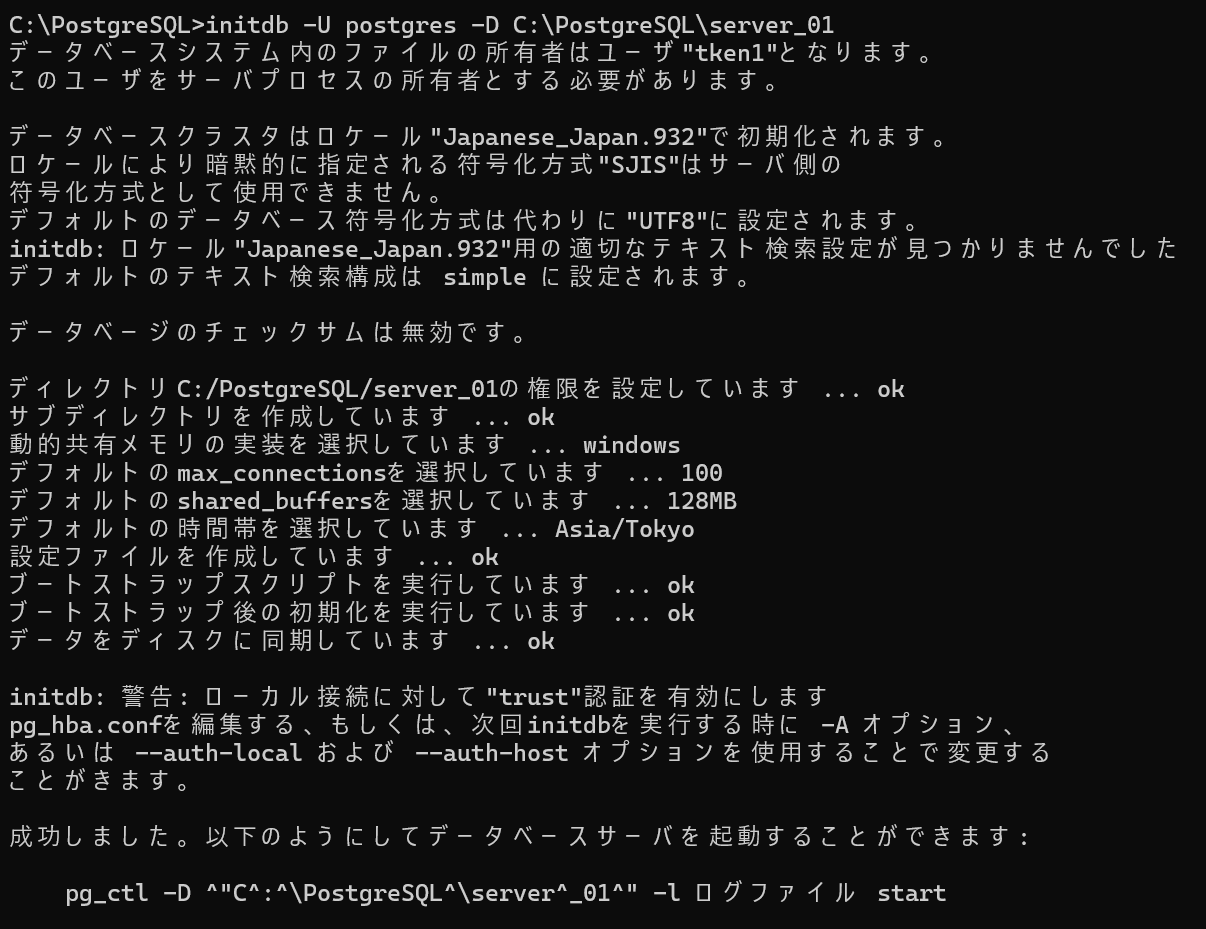 C:\PostgreSQL>initdb -U postgres -D C:\PostgreSQL\server_01
データベースシステム内のファイルの所有者はユーザ"tken1"となります。
このユーザをサーバプロセスの所有者とする必要があります。
データベースクラスタはロケール"Japanese_Japan.932"で初期化されます。
ロケールにより暗黙的に指定される符号化方式"SJIS"はサーバ側の
符号化方式として使用できません。
デフォルトのデータベース符号化方式は代わりに"UTF8"に設定されます。
initdb: ロケール"Japanese_Japan.932"用の適切なテキスト検索設定が見つかりませんでした
デフォルトのテキスト検索構成は simple に設定されます。
データベージのチェックサムは無効です。
ディレクトリC:/PostgreSQL/server_01の権限を設定しています ... ok
サブディレクトリを作成しています ... ok
動的共有メモリの実装を選択しています ... windows
デフォルトのmax_connectionsを選択しています ... 100
デフォルトのshared_buffersを選択しています ... 128MB
デフォルトの時間帯を選択しています ... Asia/Tokyo
設定ファイルを作成しています ... ok
ブートストラップスクリプトを実行しています ... ok
ブートストラップ後の初期化を実行しています ... ok
データをディスクに同期しています ... ok
initdb: 警告: ローカル接続に対して"trust"認証を有効にします
pg_hba.confを編集する、もしくは、次回initdbを実行する時に -A オプション、
あるいは --auth-local および --auth-host オプションを使用することで変更する
ことがきます。
成功しました。以下のようにしてデータベースサーバを起動することができます:
pg_ctl -D ^"C^:^\PostgreSQL^\server^_01^" -l ログファイル start